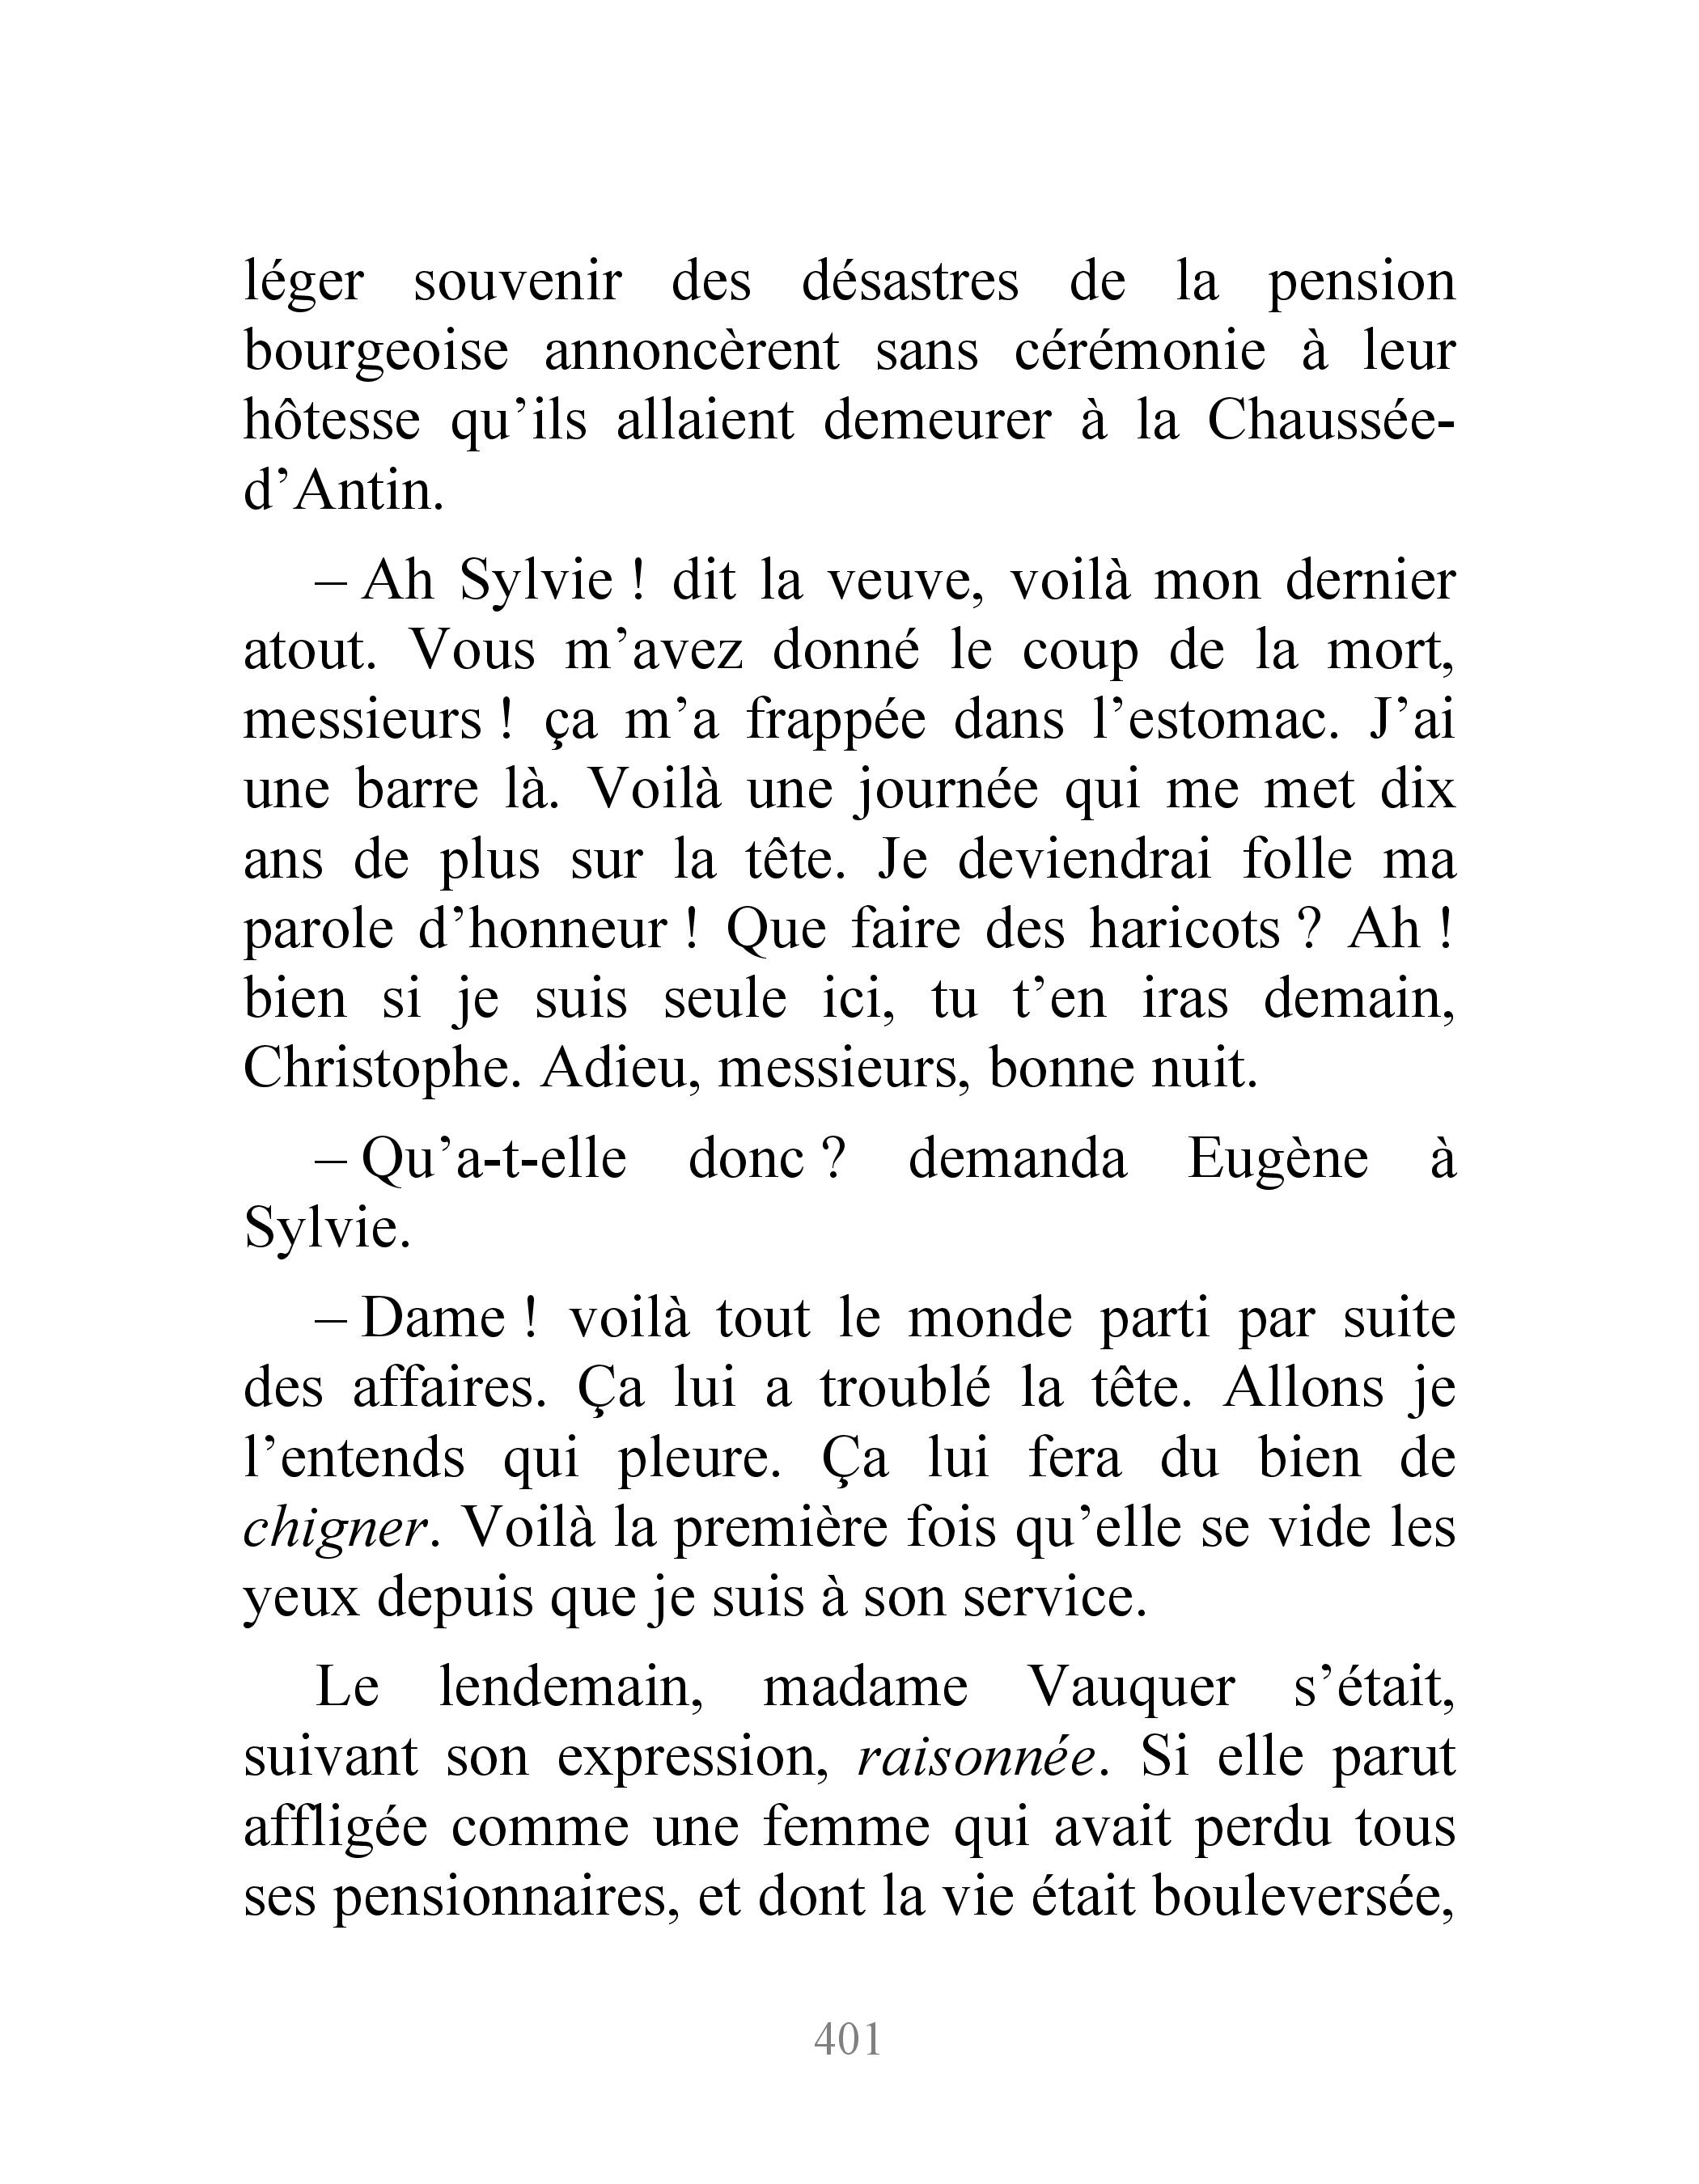 léger souvenir des désastres de la pension
bourgeoise annoncèrent sans cérémonie à leur
hôtesse qu’ils allaient demeurer à la Chaussée-
d’Antin.
– Ah Sylvie ! dit la veuve, voilà mon dernier
atout. Vous m’avez donné le coup de la mort,
messieurs ! ça m’a frappée dans l’estomac. J’ai
une barre là. Voilà une journée qui me met dix
ans de plus sur la tête. Je deviendrai folle ma
parole d’honneur ! Que faire des haricots ? Ah !
bien si je suis seule ici, tu t’en iras demain,
Christophe. Adieu, messieurs, bonne nuit.
– Qu’a-t-elle donc ? demanda Eugène à
Sylvie.
– Dame ! voilà tout le monde parti par suite
des affaires. Ça lui a troublé la tête. Allons je
l’entends qui pleure. Ça lui fera du bien de
chigner. Voilà la première fois qu’elle se vide les
yeux depuis que je suis à son service.
Le lendemain, madame Vauquer s’était,
suivant son expression, raisonnée. Si elle parut
affligée comme une femme qui avait perdu tous
ses pensionnaires, et dont la vie était bouleversée,
401